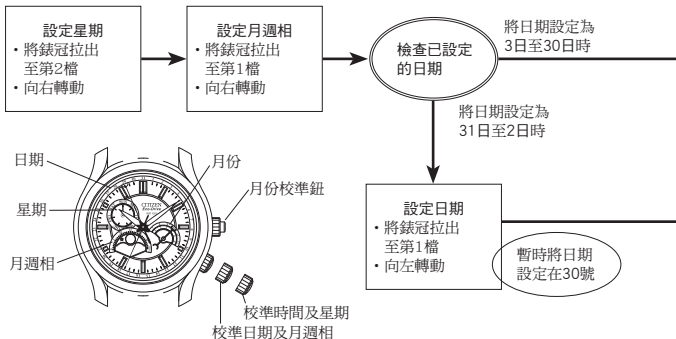 設定星期
• 將錶冠拉出
至第2檔
• 向右轉動
設定月週相
• 將錶冠拉出
至第1檔
• 向右轉動
檢查已設定
的日期
將日期設定為
3日至30日時
將日期設定為
31日至2日時
設定日期
• 將錶冠拉出
至第1檔
• 向左轉動
暫時將日期
設定在30號
日期
星期
月週相
月份
月份校準鈕
CITIZEN
Eco-Drive
校準時間及星期
校準日期及月週相